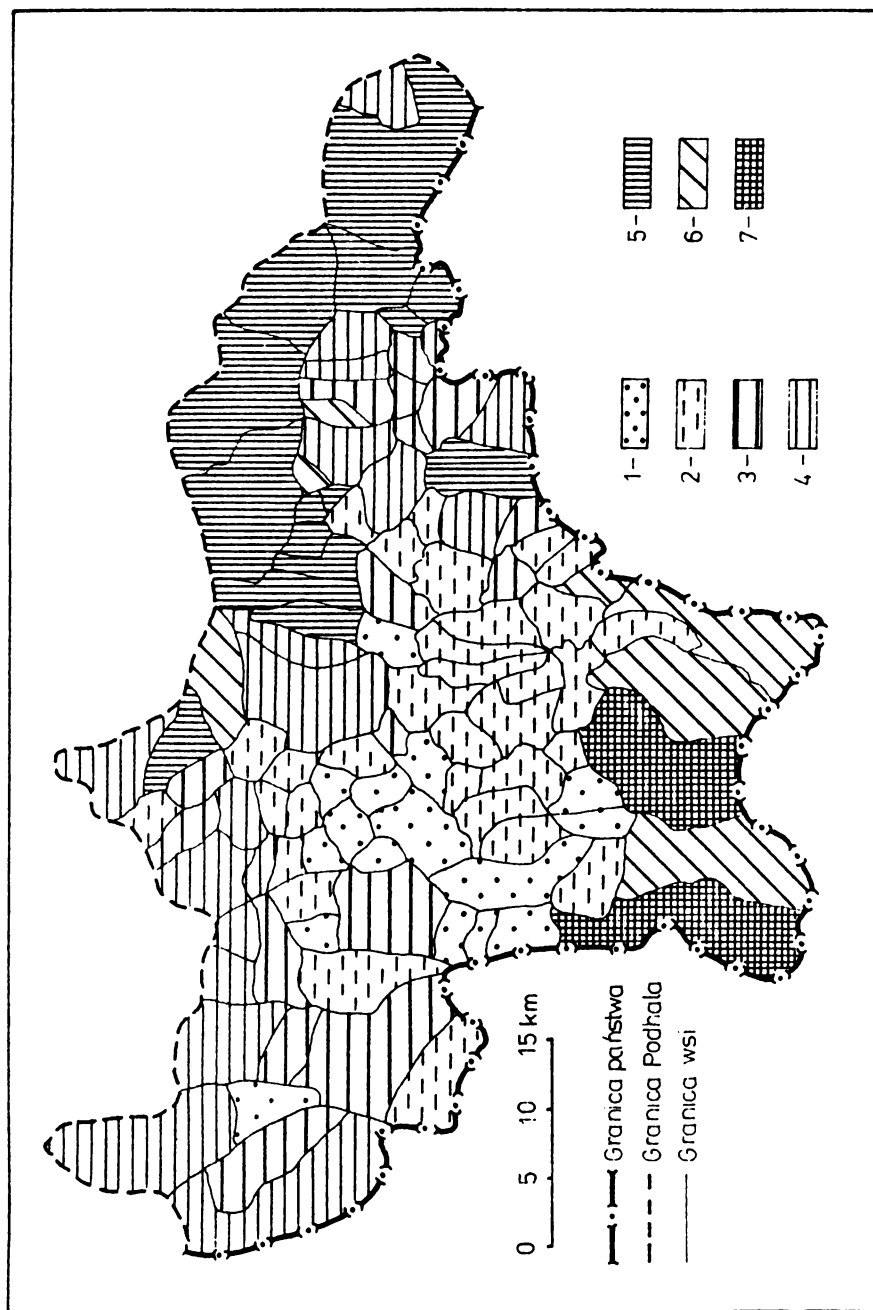 1-
2-
3-
4-
5-
6-
7-
0 5 10 15 km
Granica państwa
Granica Podhala
Granica wsi